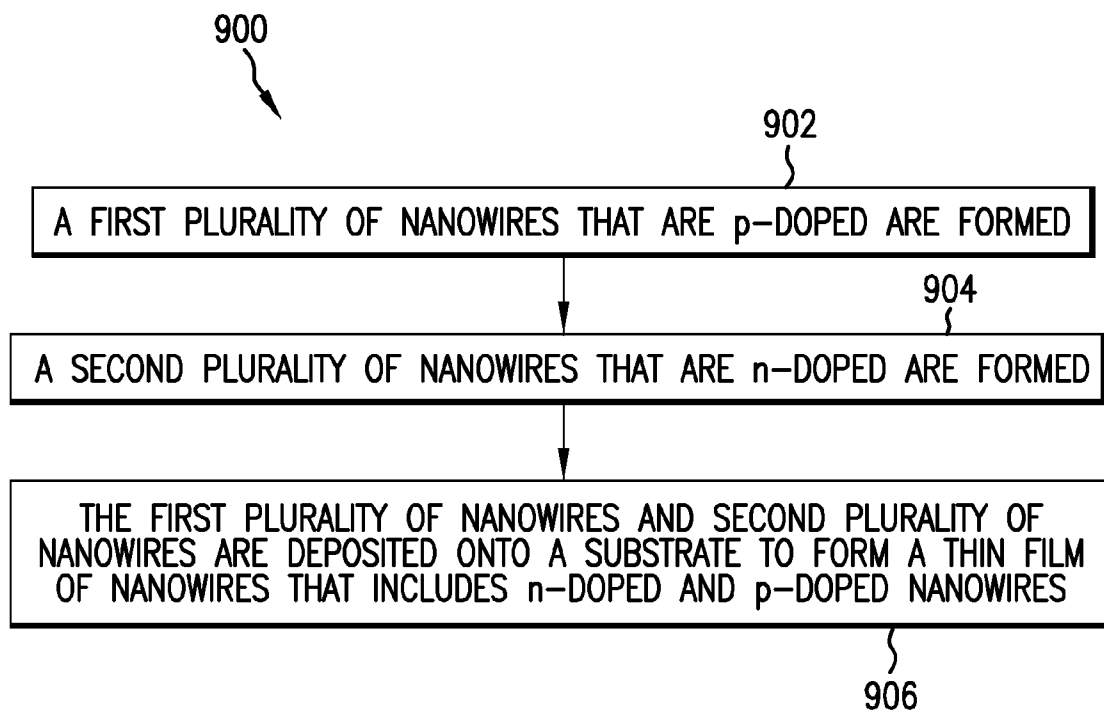 900
902
A FIRST PLURALITY OF NANOWIRES THAT ARE p-DOPED ARE FORMED
904
A SECOND PLURALITY OF NANOWIRES THAT ARE n-DOPED ARE FORMED
THE FIRST PLURALITY OF NANOWIRES AND SECOND PLURALITY OF
NANOWIRES ARE DEPOSITED ONTO A SUBSTRATE TO FORM A THIN FILM
OF NANOWIRES THAT INCLUDES n-DOPED AND p-DOPED NANOWIRES
906